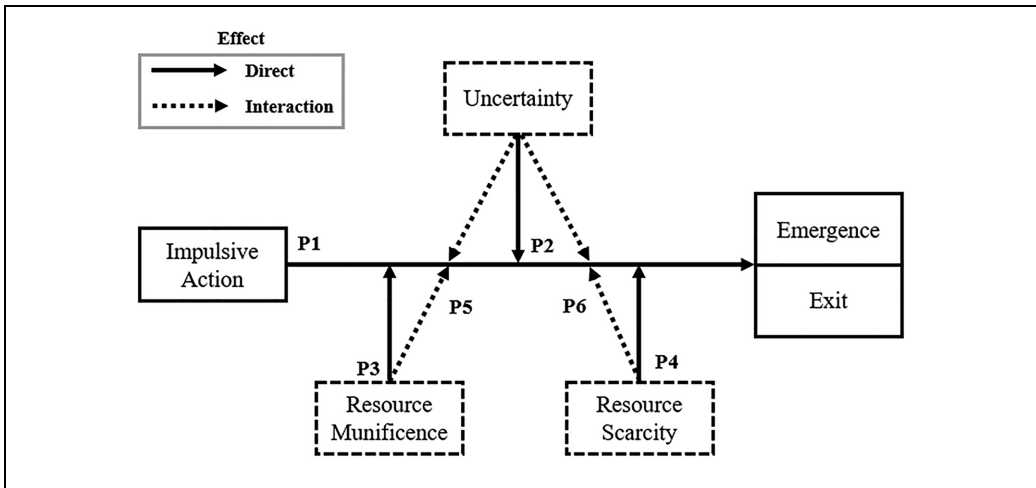 Effect
Direct
Interaction
Uncertainty
Impulsive
Action
P1
P2
Emergence
Exit
P5
P6
P3
P4
Resource
Munificence
Resource
Scarcity